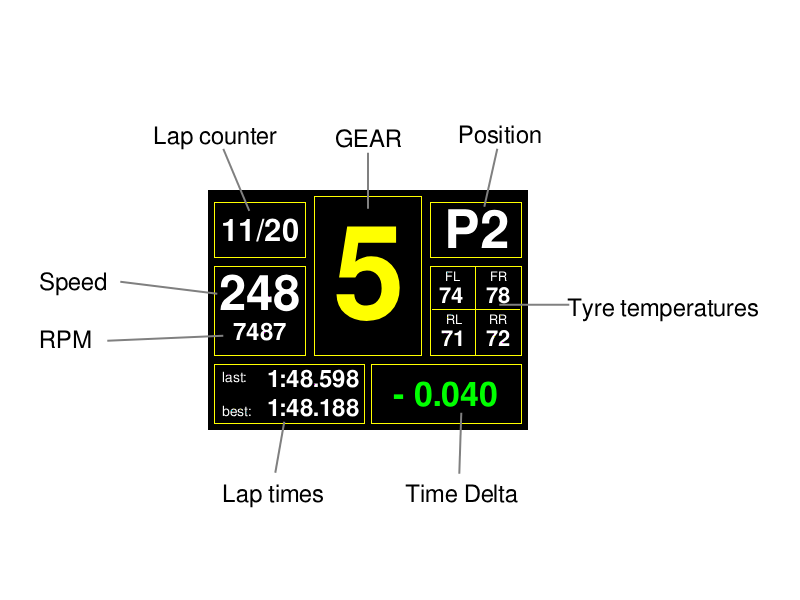 Lap counter
GEAR
Position
11/20
5
P2
Speed
248
RPM
7487
FL
74
FR
78
RL
71
RR
72
Tyre temperatures
last: 1:48.598
best: 1:48.188
- 0.040
Lap times
Time Delta